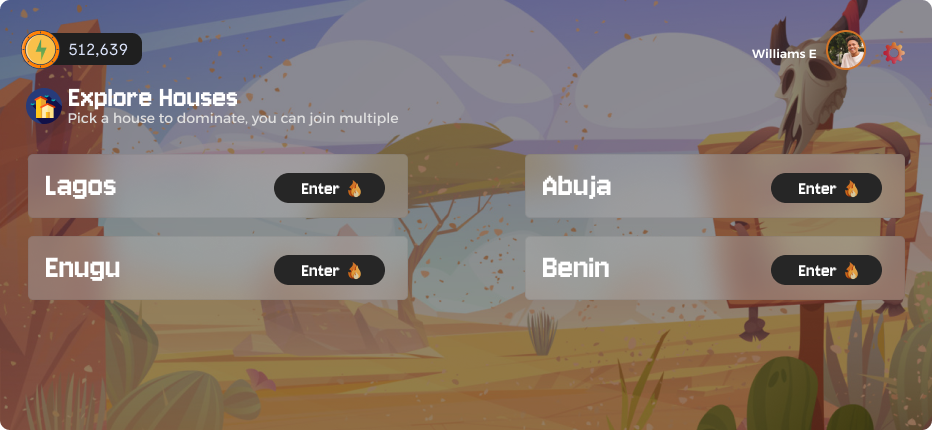 512,639
Williams E
Explore Houses
Pick a house to dominate, you can join multiple
Lagos
Enter
Abuja
Enter
Enugu
Enter
Benin
Enter